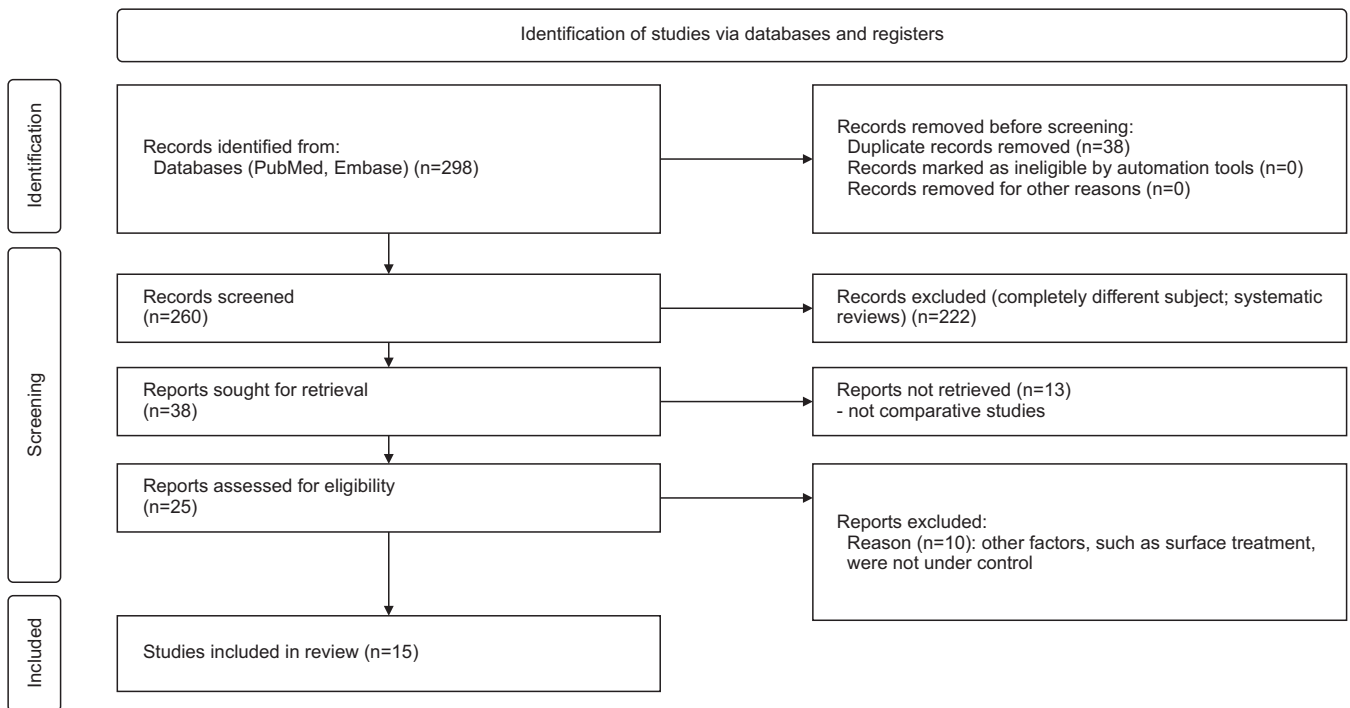 Identification of studies via databases and registers
Identification
Records identified from:
Databases (PubMed, Embase) (n=298)
Records removed before screening:
Duplicate records removed (n=38)
Records marked as ineligible by automation tools (n=0)
Records removed for other reasons (n=0)
Screening
Records screened
(n=260)
Records excluded (completely different subject; systematic
reviews) (n=222)
Reports sought for retrieval
(n=38)
Reports not retrieved (n=13)
- not comparative studies
Reports assessed for eligibility
(n=25)
Reports excluded:
Reason (n=10): other factors, such as surface treatment,
were not under control
Included
Studies included in review (n=15)